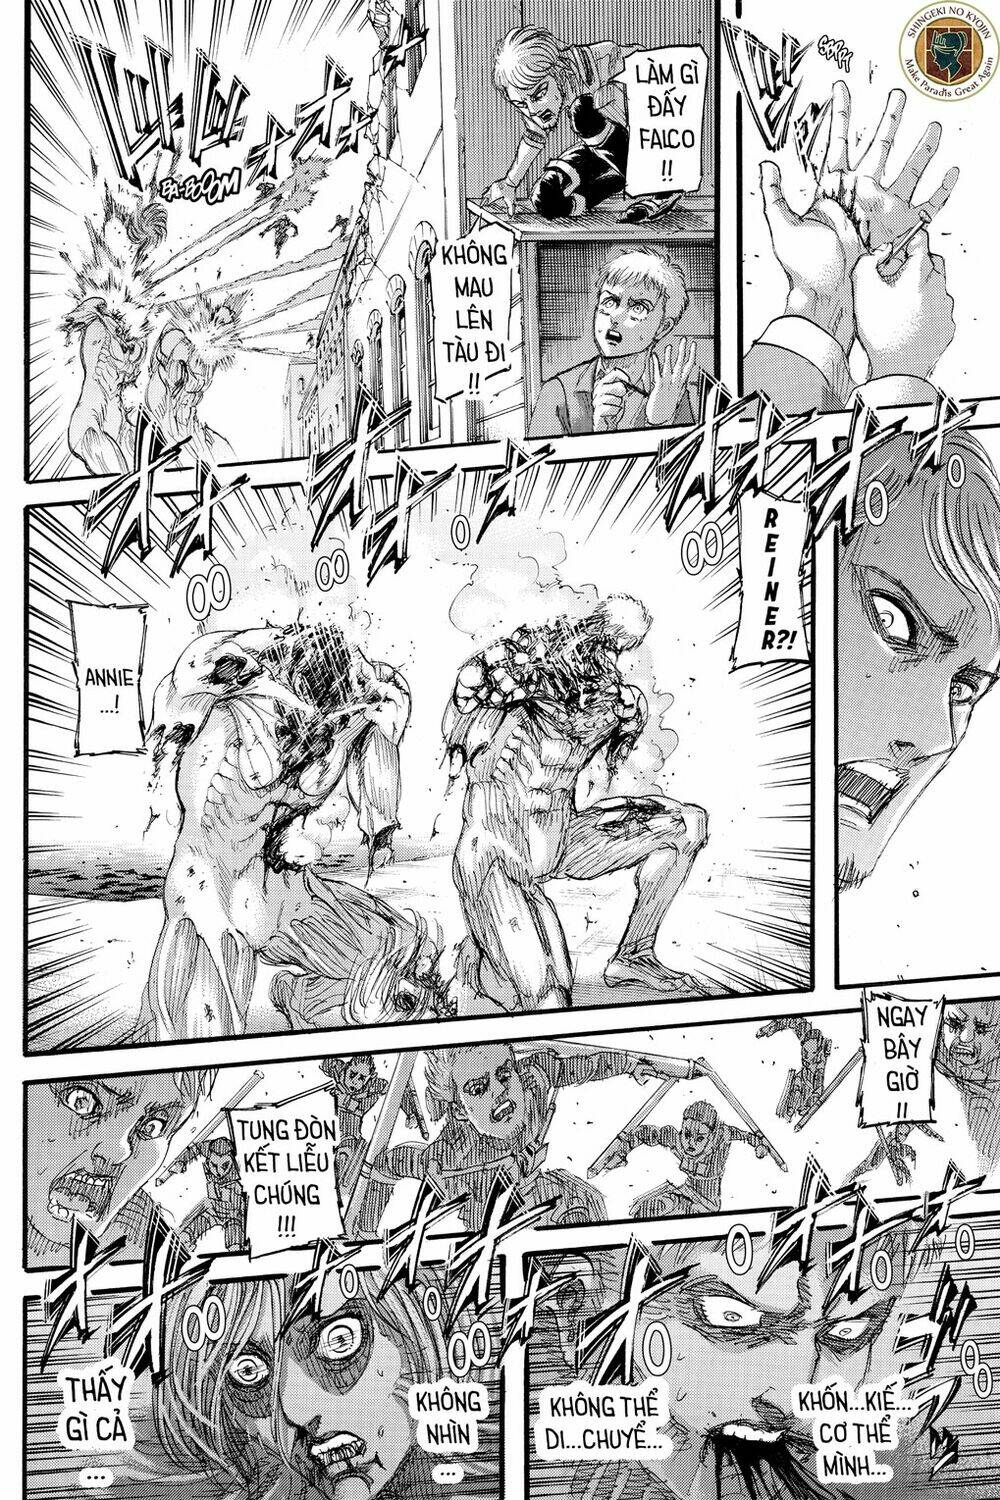 SHINGEKI NO KYOJIN
Make Paradis Great Again
LÀM GÌ
ĐẤY
FALCO
!!
BA-BOOOM
KHÔNG
MAU
LÊN
TÀU ĐI
!!
REINER?!
ANNIE
...!
NGAY
BÂY
GIỜ
!!
TUNG ĐÒN
KẾT LIỄU
CHÚNG
!!!
KHỐN... KIẾ...
CƠ THỂ
MÌNH...
KHÔNG THỂ
DI...CHUYỂ...
KHÔNG
NHÌN
...
THẤY
GÌ CẢ
...